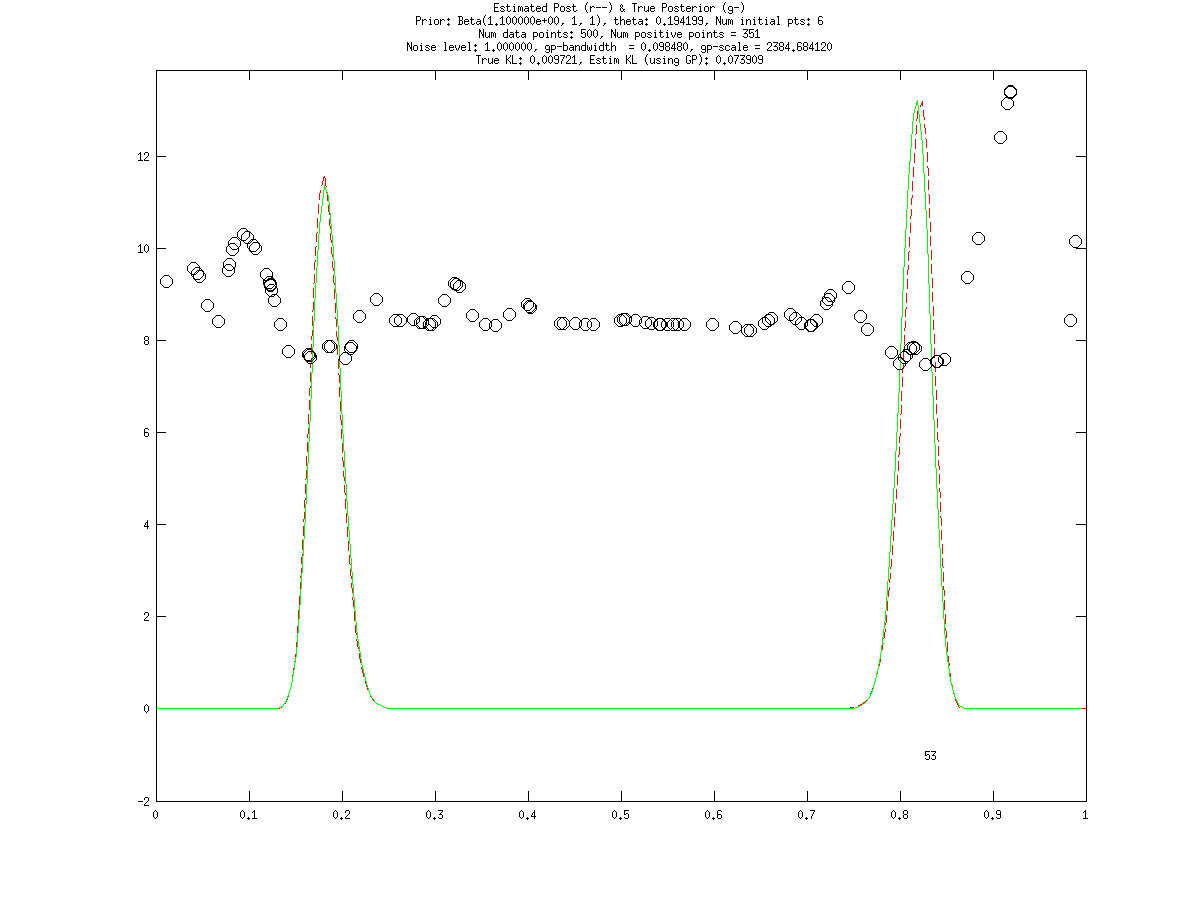 Estimated Post (r--) & True Posterior (g-)
Prior: Beta(1.100000e+00, 1, 1), theta: 0.194199, Num initial pts: 6
Num data points: 500, Num positive points = 351
Noise level: 1.000000, gp-bandwidth  = 0.098480, gp-scale = 2384.684120
True KL: 0.009721, Estim KL (using GP): 0.073909
12
10
8
6
4
2
0
53
-2
0 0.1 0.2 0.3 0.4 0.5 0.6 0.7 0.8 0.9 1